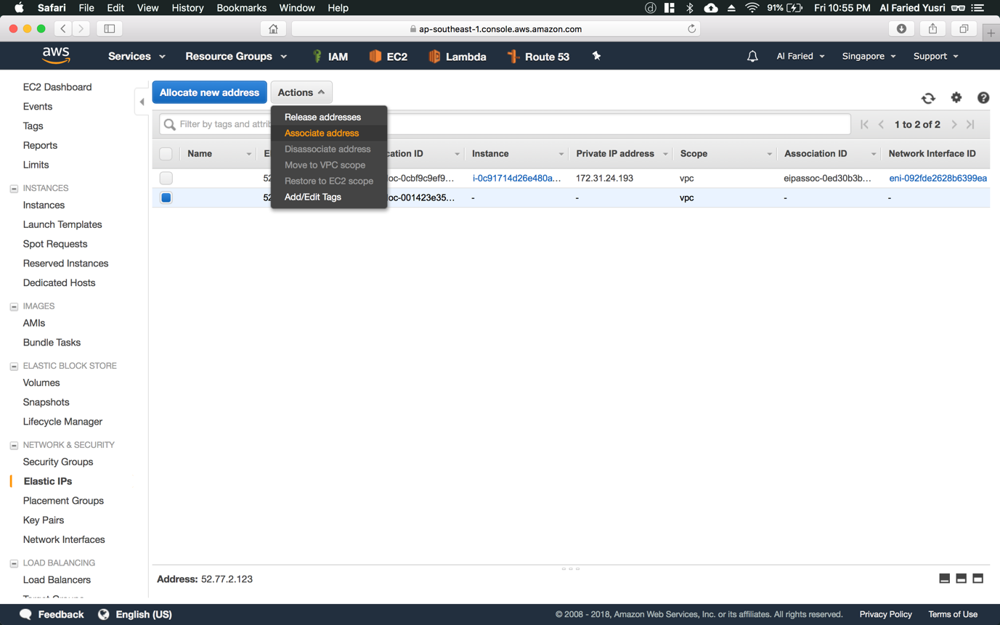 Safari File Edit View History Bookmarks Window Help 91% Fri 10:55 PM Al Faried Yusri
ap-southeast-1.console.aws.amazon.com
aws Services Resource Groups IAM EC2 Lambda Route 53 Al Faried Singapore Support
EC2 Dashboard
Events
Tags
Reports
Limits
INSTANCES
Instances
Launch Templates
Spot Requests
Reserved Instances
Dedicated Hosts
IMAGES
AMIs
Bundle Tasks
ELASTIC BLOCK STORE
Volumes
Snapshots
Lifecycle Manager
NETWORK & SECURITY
Security Groups
Elastic IPs
Placement Groups
Key Pairs
Network Interfaces
LOAD BALANCING
Load Balancers
Allocate new address Actions
Release addresses
Associate address
Disassociate address
Move to VPC scope
Restore to EC2 scope
Add/Edit Tags
Filter by tags and 1 to 2 of 2
Name ID Instance Private IP address Scope Association ID Network Interface ID
52 oc-0cbf9c9ef9... i-0c91714d26e480a... 172.31.24.193 vpc eipassoc-0ed30b3b... eni-092fde2628b6399ea
52 oc-001423e35... - - vpc - -
Address: 52.77.2.123
Feedback English (US) © 2008 - 2018, Amazon Web Services, Inc. or its affiliates. All rights reserved. Privacy Policy Terms of Use